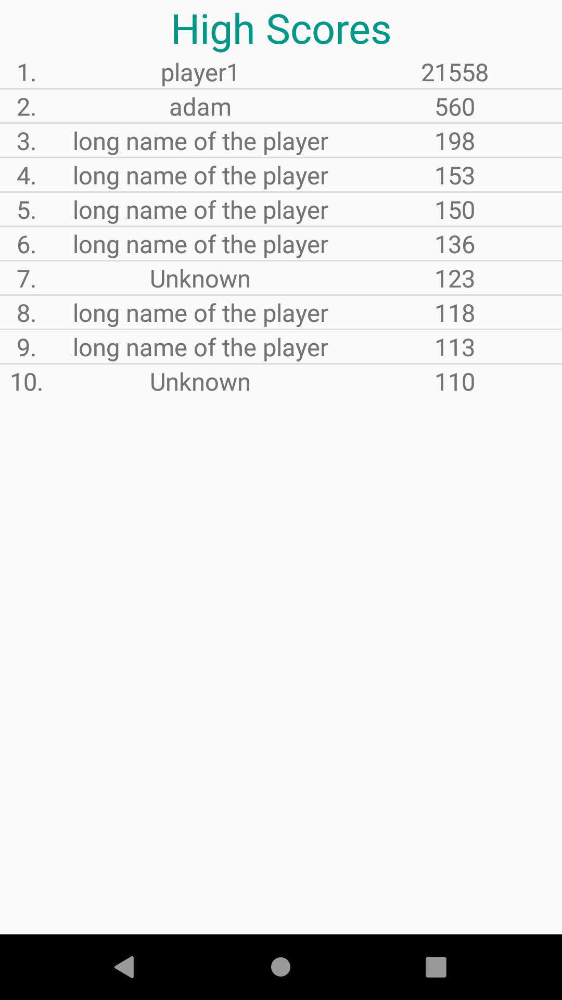 High Scores
1. player1 21558
2. adam 560
3. long name of the player 198
4. long name of the player 153
5. long name of the player 150
6. long name of the player 136
7. Unknown 123
8. long name of the player 118
9. long name of the player 113
10. Unknown 110